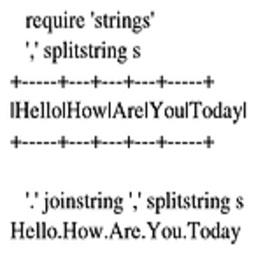 require 'strings'
',' splitstring s
+-----+---+---+---+-----+
|Hello|How|Are|You|Today|
+-----+---+---+---+-----+
'.' joinstring ',' splitstring s
Hello.How.Are.You.Today